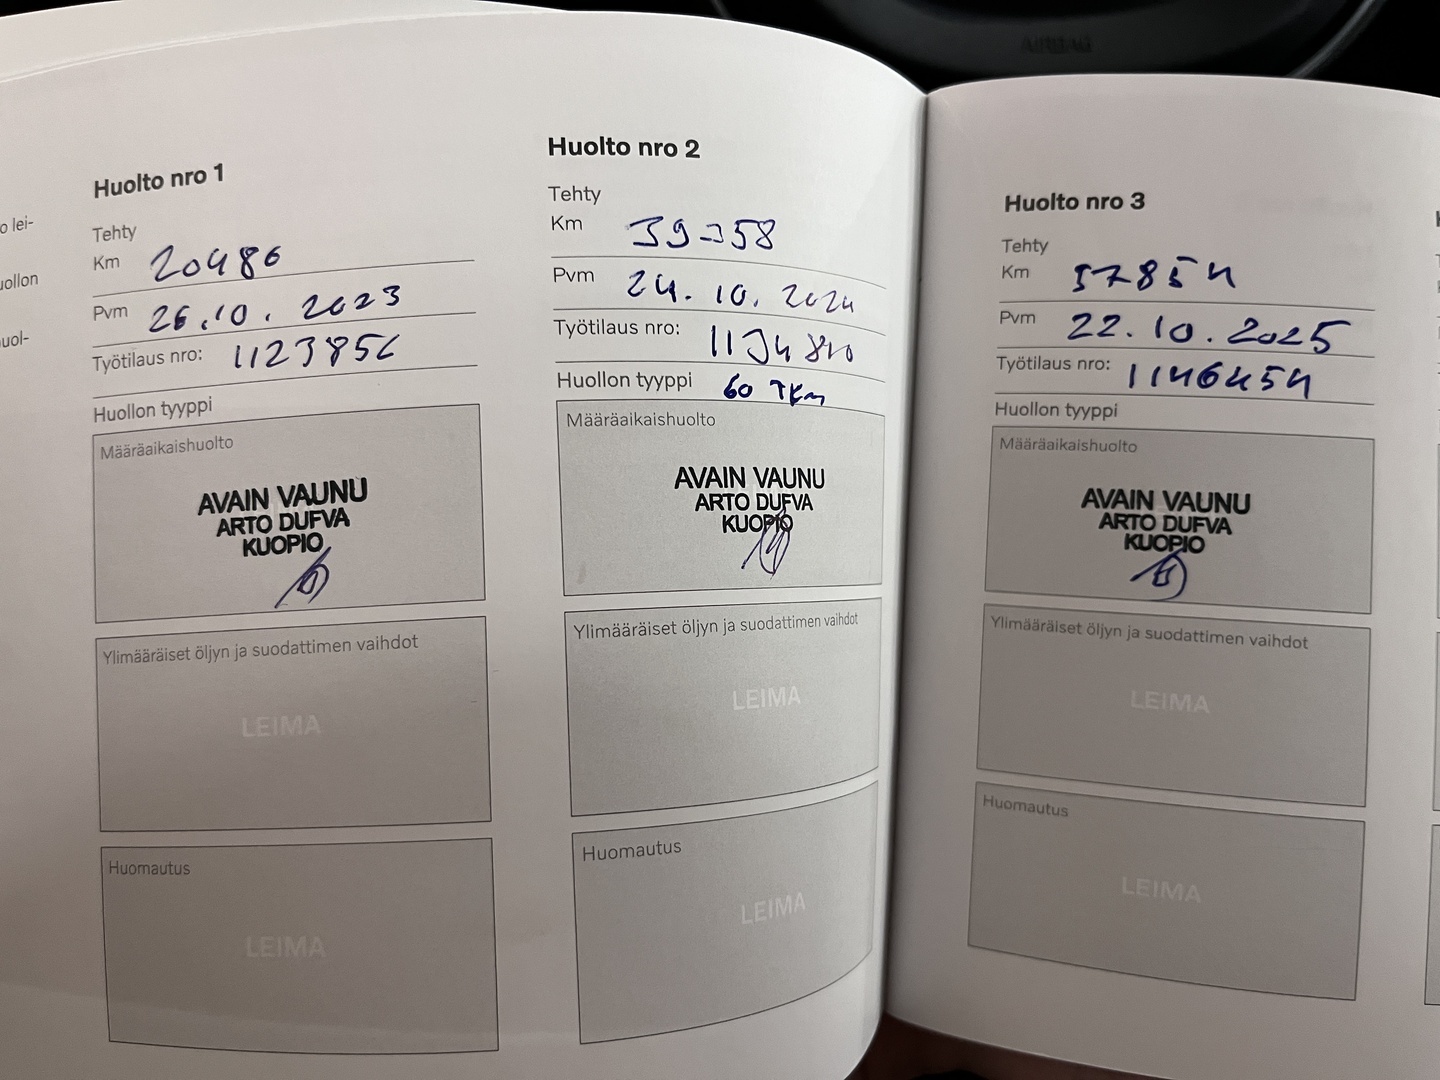 o lei-
uollon
uol-
Huolto nro 1
Tehty
Km 20486
Pvm 26.10. 2023
Työtilaus nro:
Huollon tyyppi
Määräaikaishuolto
AVAIN VAUNU
ARTO DUFVA
KUOPIO
Ylimääräiset öljyn ja suodattimen vaihdot
LEIMA
Huomautus
LEIMA
Huolto nro 2
Tehty
Km
Pvm 24. 10. 2024
Työtilaus nro:
Huollon tyyppi 60 TKm
Määräaikaishuolto
AVAIN VAUNU
ARTO DUFVA
KUOPIO
Ylimääräiset öljyn ja suodattimen vaihdot
LEIMA
Huomautus
LEIMA
Huolto nro 3
Tehty
Km 57854
Pvm 22. 10. 2025
Työtilaus nro: 1146454
Huollon tyyppi
Määräaikaishuolto
AVAIN VAUNU
ARTO DUFVA
KUOPIO
Ylimääräiset öljyn ja suodattimen vaihdot
LEIMA
Huomautus
LEIMA
AIRBAG